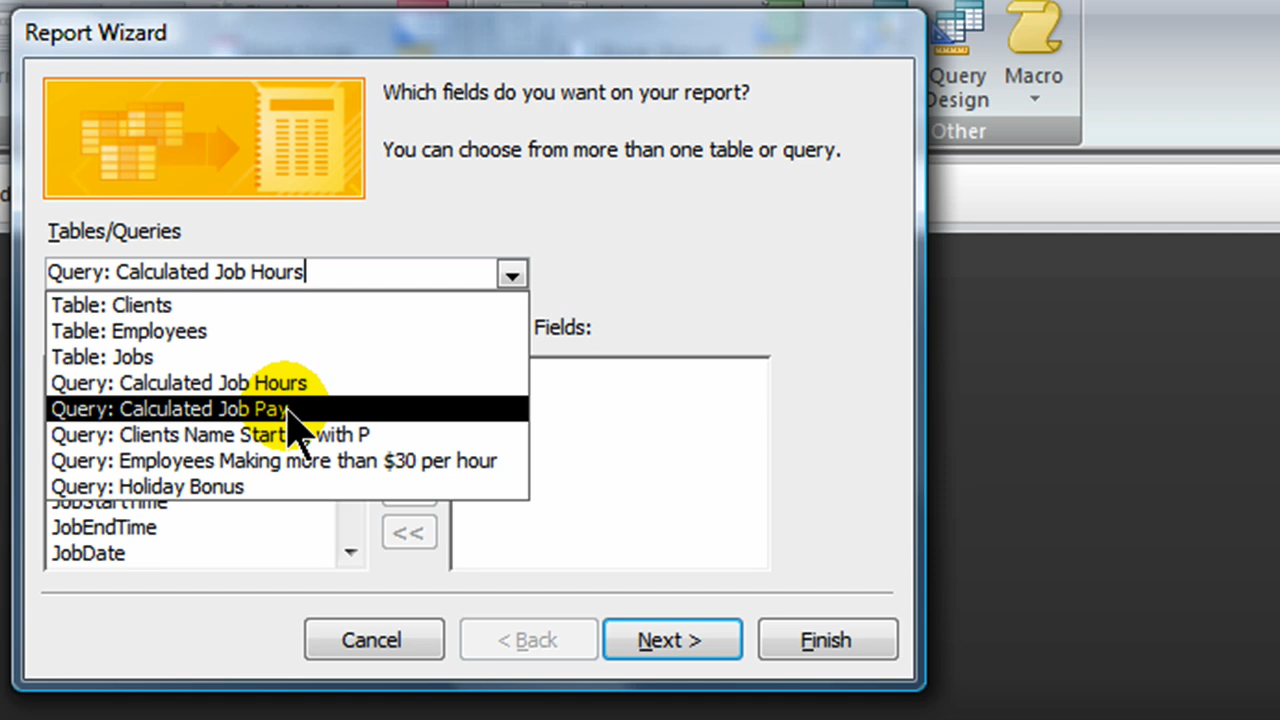 Report Wizard
Which fields do you want on your report?
You can choose from more than one table or query.
Tables/Queries
Query: Calculated Job Hours
Table: Clients
Table: Employees
Table: Jobs
Query: Calculated Job Hours
Query: Calculated Job Pay
Query: Clients Name Start with P
Query: Employees Making more than $30 per hour
Query: Holiday Bonus
Fields:
JobStartTime
JobEndTime
JobDate
<<
Cancel
< Back
Next >
Finish
Query
Design
Macro
Other